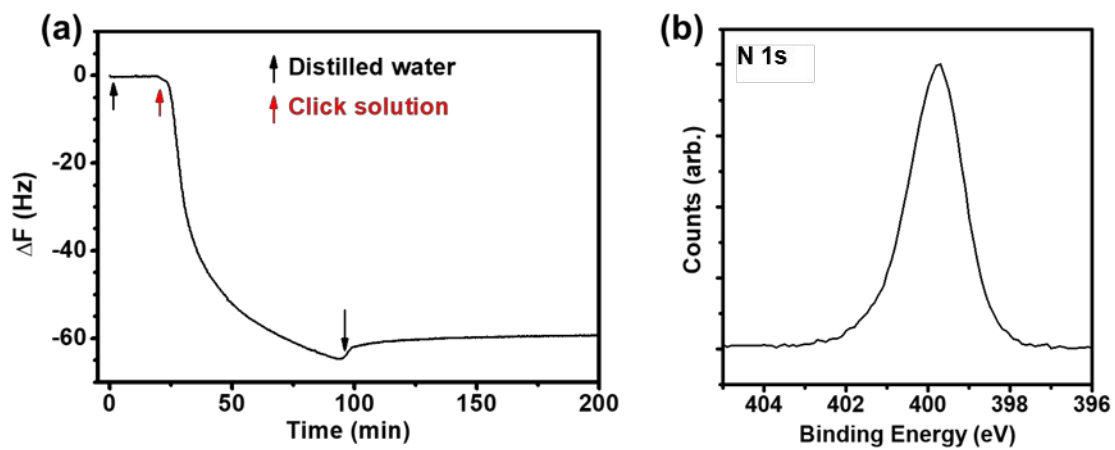 (a)
Distilled water
Click solution
ΔF (Hz)
0
-20
-40
-60
0
50
100
150
200
Time (min)
(b)
N 1s
Counts (arb.)
404
402
400
398
396
Binding Energy (eV)